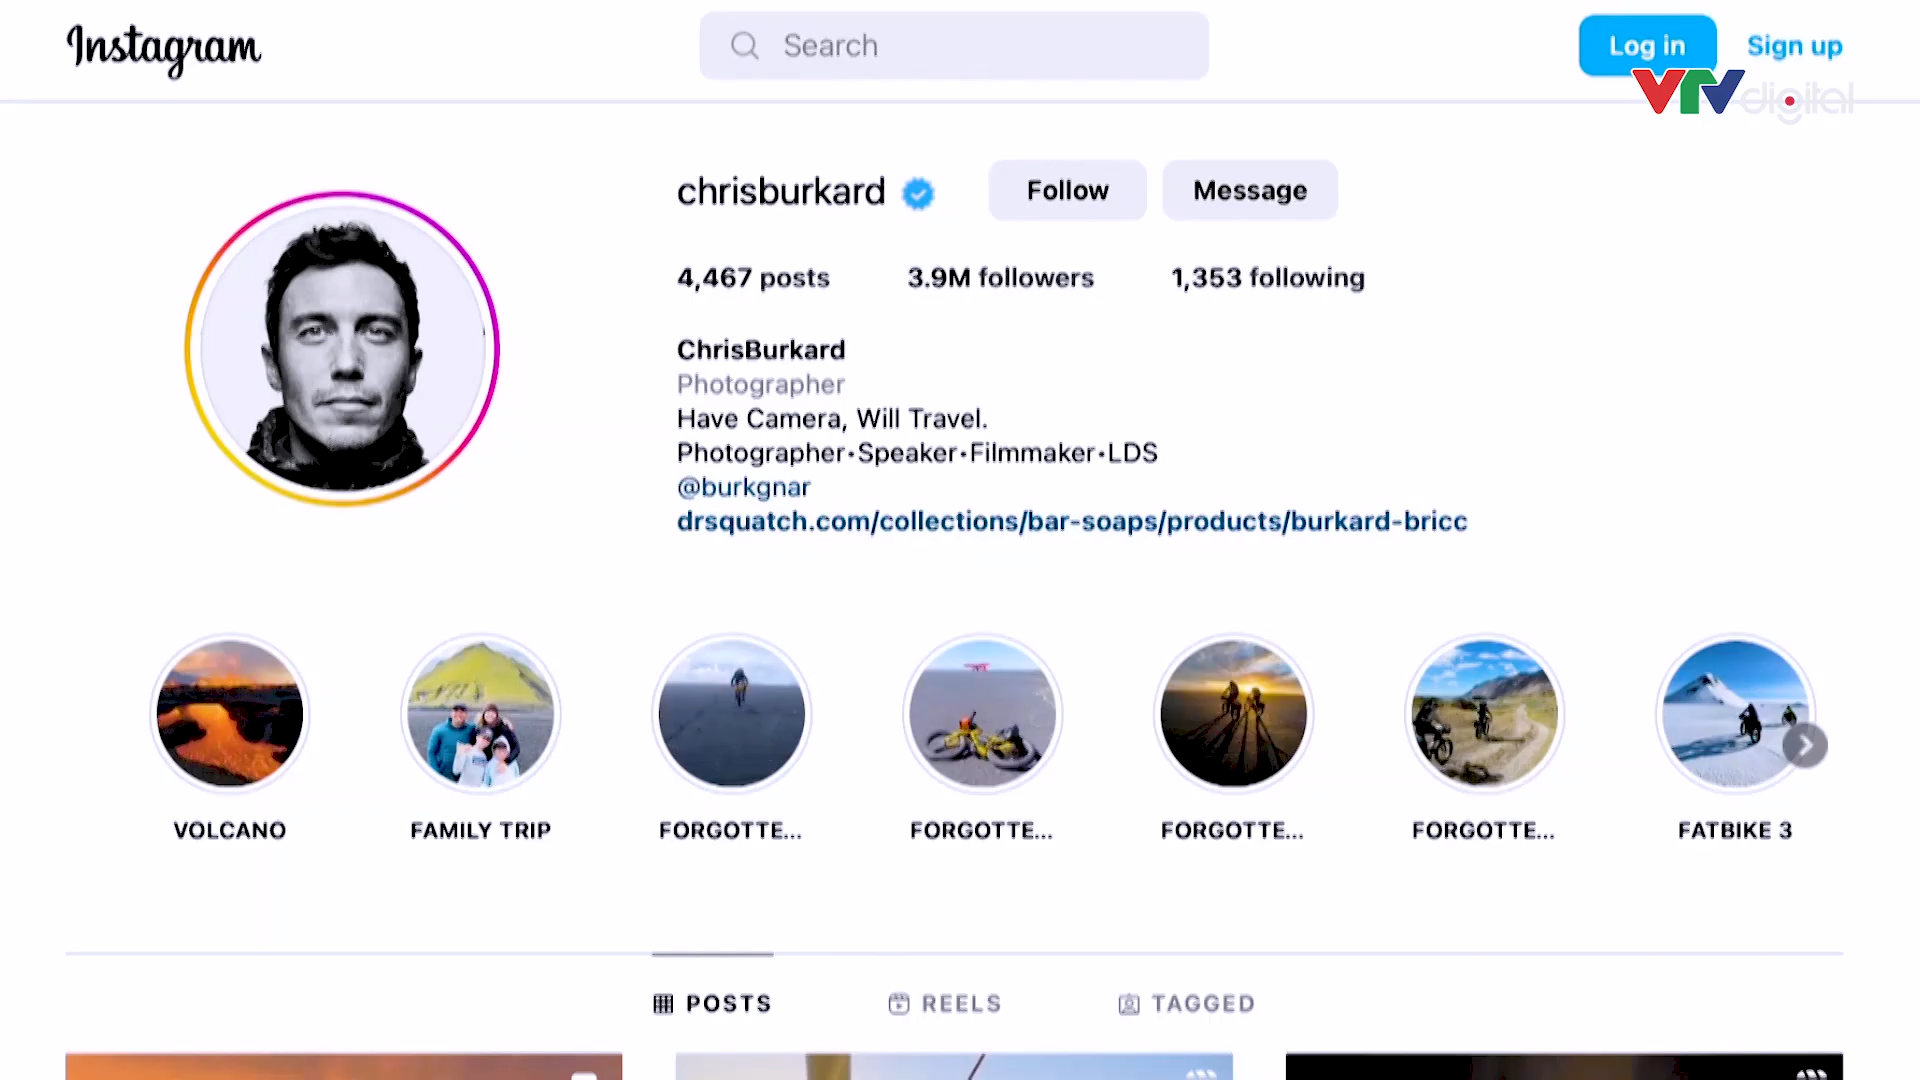 Instagram
Search
Log in
Sign up
VTV digital
chrisburkard
Follow
Message
4,467 posts
3.9M followers
1,353 following
ChrisBurkard
Photographer
Have Camera, Will Travel.
Photographer•Speaker•Filmmaker•LDS
@burkgnar
drsquatch.com/collections/bar-soaps/products/burkard-bricc
VOLCANO
FAMILY TRIP
FORGOTTE...
FORGOTTE...
FORGOTTE...
FORGOTTE...
FATBIKE 3
POSTS
REELS
TAGGED